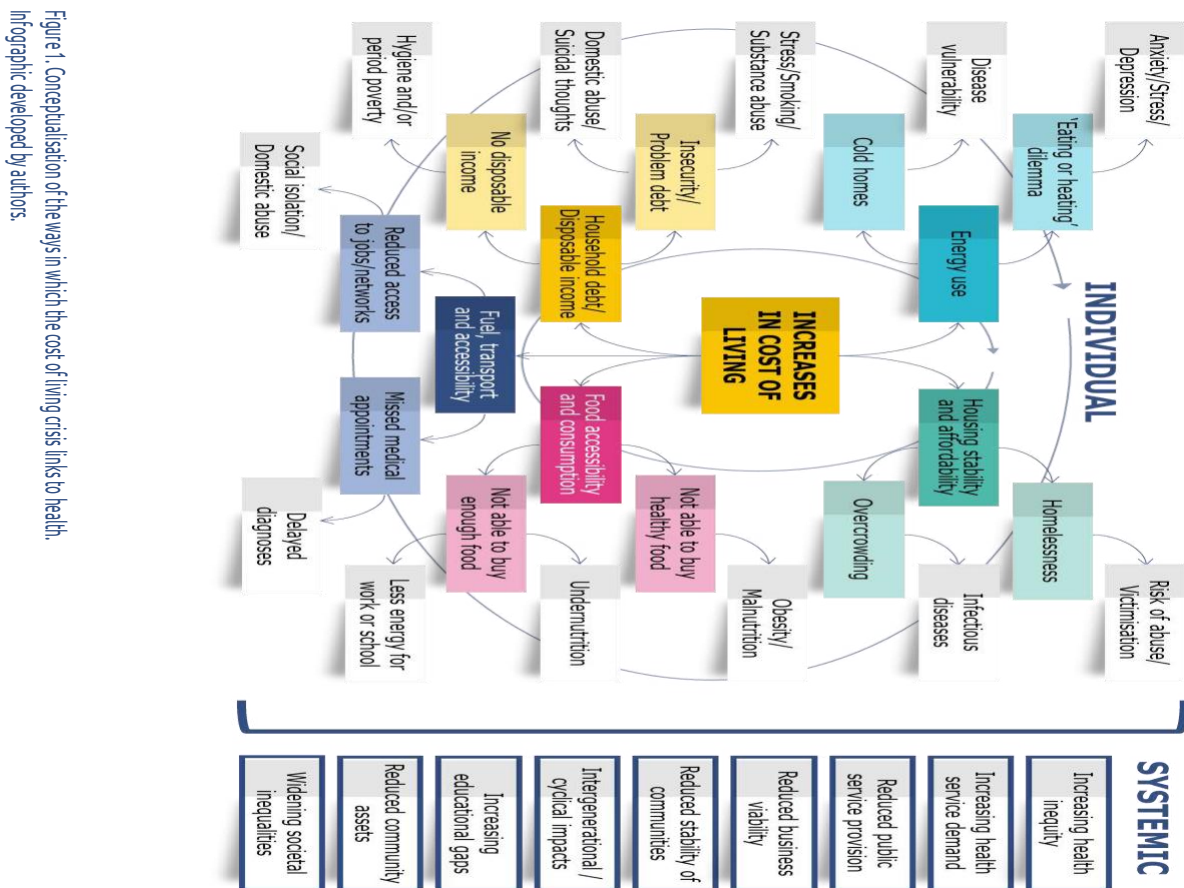 INDIVIDUAL
Anxiety/Stress/
Depression
'Eating or heating'
dilemma
Disease
vulnerability
Cold homes
Energy use
Stress/Smoking/
Substance abuse
Insecurity/
Problem debt
Domestic abuse/
Suicidal thoughts
No disposable
income
Hygiene and/or
period poverty
Household debt/
Disposable income
INCREASES
IN COST OF
LIVING
Fuel, transport
and accessibility
Reduced access
to jobs/networks
Social isolation/
Domestic abuse
Missed medical
appointments
Delayed
diagnoses
Housing stability
and affordability
Homelessness
Risk of abuse/
Victimisation
Overcrowding
Infectious
diseases
Food accessibility
and consumption
Not able to buy
healthy food
Obesity/
Malnutrition
Not able to buy
enough food
Undernutrition
Less energy for
work or school
SYSTEMIC
Increasing health
inequity
Increasing health
service demand
Reduced public
service provision
Reduced business
viability
Reduced stability of
communities
Intergenerational /
cyclical impacts
Increasing
educational gaps
Reduced community
assets
Widening societal
inequalities
Figure 1. Conceptualisation of the ways in which the cost of living crisis links to health.
Infographic developed by authors.